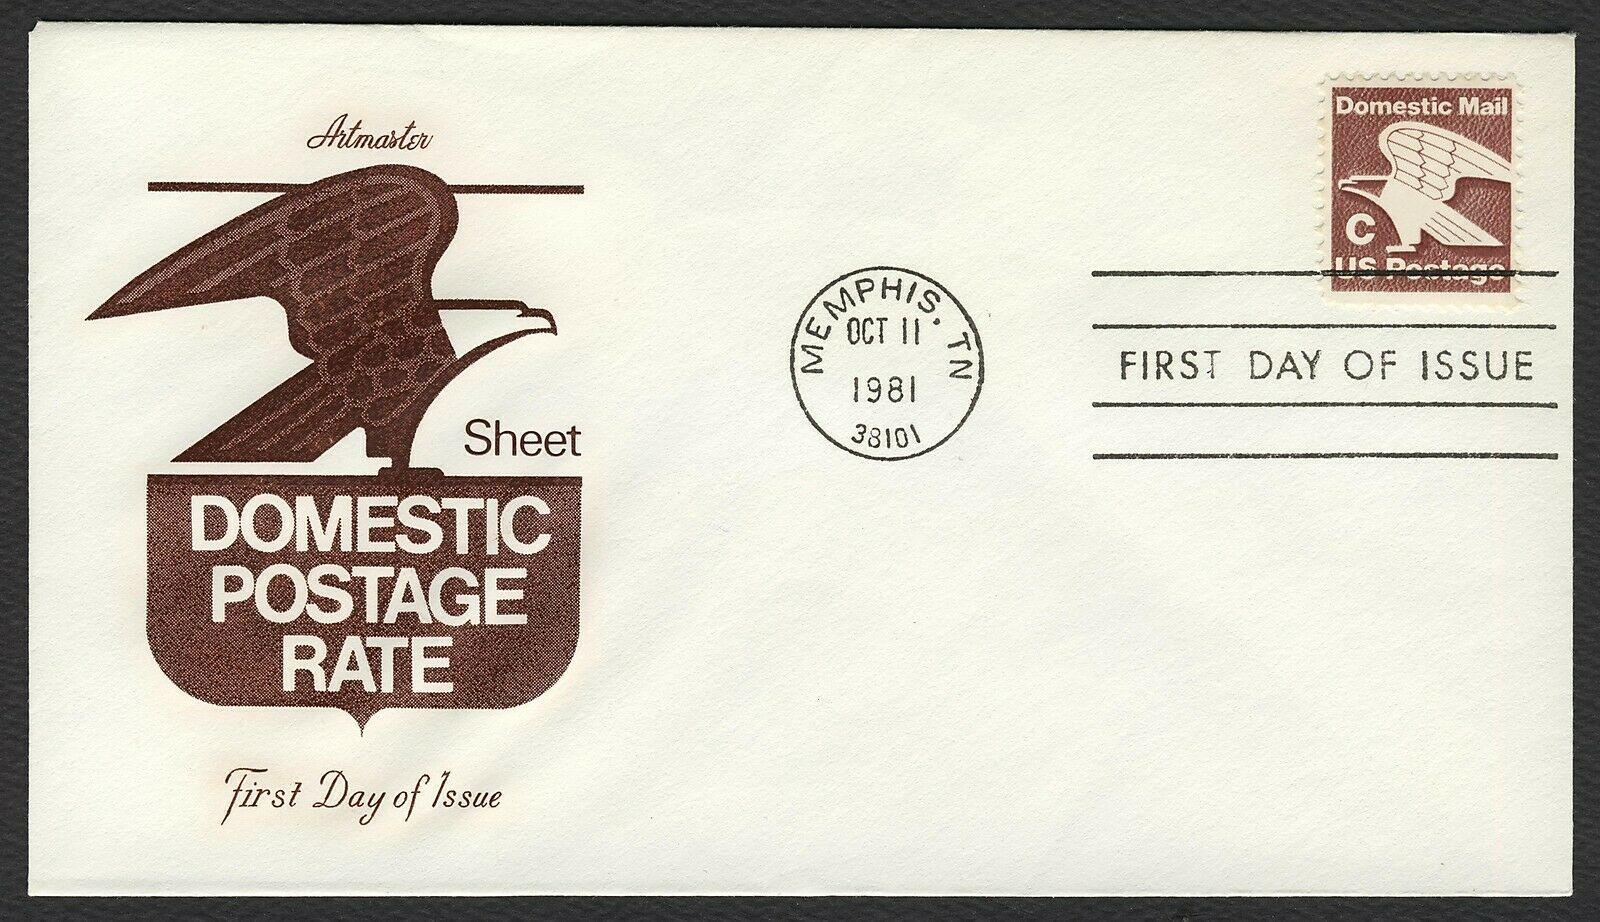 Artmaster
Sheet
DOMESTIC
POSTAGE
RATE
First Day of Issue
MEMPHIS, TN
OCT 11
1981
38101
Domestic Mail
C
US Postage
FIRST DAY OF ISSUE